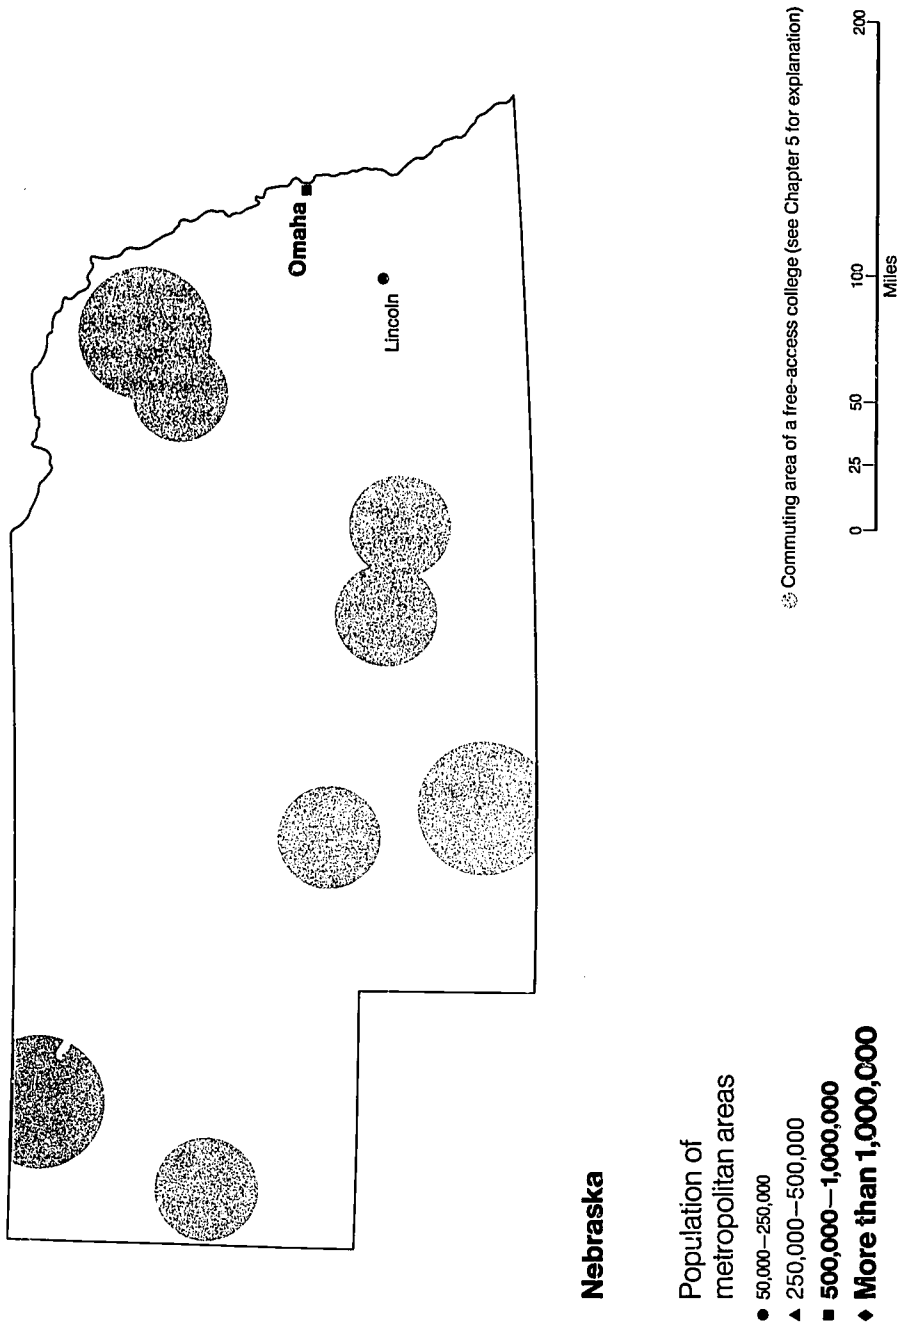 Omaha
Lincoln
Nebraska
Population of
metropolitan areas
● 50,000–250,000
▲ 250,000–500,000
■ 500,000–1,000,000
◆ More than 1,000,000
Commuting area of a free-access college (see Chapter 5 for explanation)
0 25 50 100 200
Miles